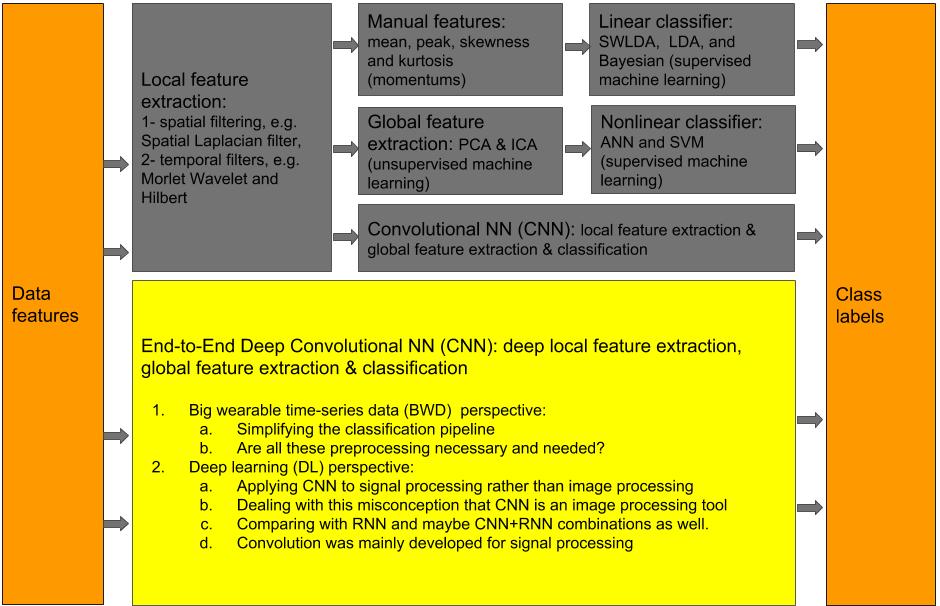 Data
features
Local feature
extraction:
1- spatial filtering, e.g.
Spatial Laplacian filter,
2- temporal filters, e.g.
Morlet Wavelet and
Hilbert
Manual features:
mean, peak, skewness
and kurtosis
(momentums)
Linear classifier:
SWLDA, LDA, and
Bayesian (supervised
machine learning)
Global feature
extraction: PCA & ICA
(unsupervised machine
learning)
Nonlinear classifier:
ANN and SVM
(supervised machine
learning)
Convolutional NN (CNN): local feature extraction &
global feature extraction & classification
End-to-End Deep Convolutional NN (CNN): deep local feature extraction,
global feature extraction & classification
1. Big wearable time-series data (BWD) perspective:
a. Simplifying the classification pipeline
b. Are all these preprocessing necessary and needed?
2. Deep learning (DL) perspective:
a. Applying CNN to signal processing rather than image processing
b. Dealing with this misconception that CNN is an image processing tool
c. Comparing with RNN and maybe CNN+RNN combinations as well.
d. Convolution was mainly developed for signal processing
Class
labels